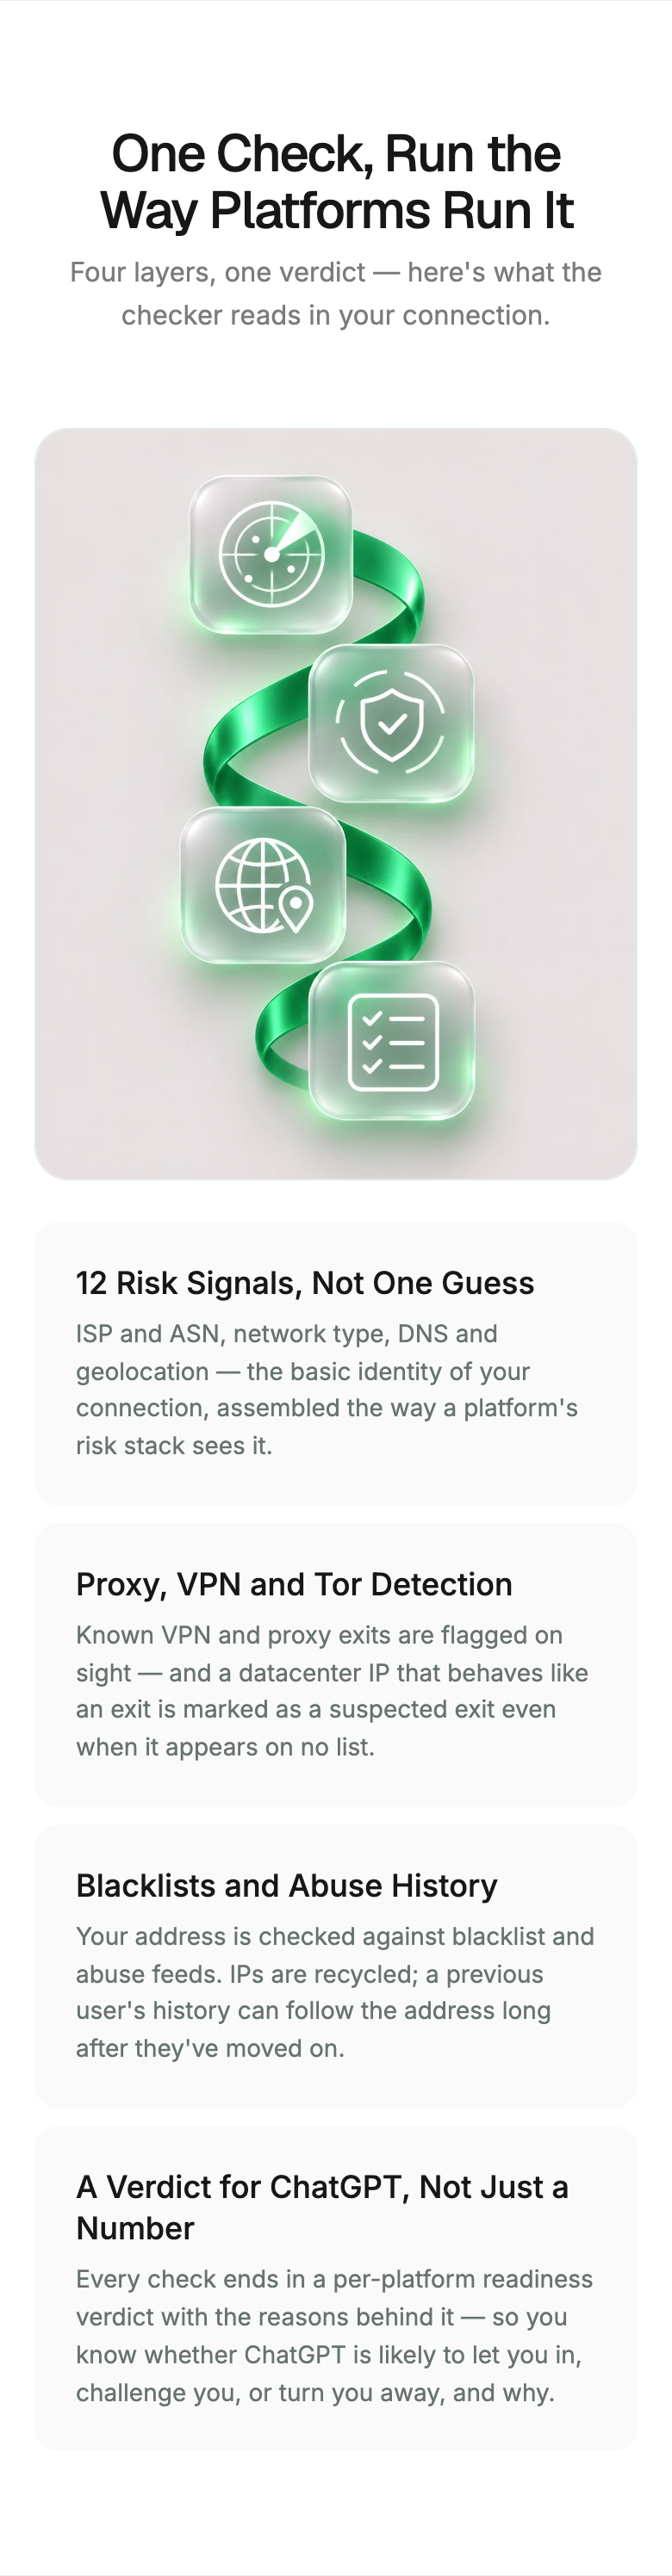 One Check, Run the
Way Platforms Run It
Four layers, one verdict — here's what the
checker reads in your connection.
12 Risk Signals, Not One Guess
ISP and ASN, network type, DNS and
geolocation — the basic identity of your
connection, assembled the way a platform's
risk stack sees it.
Proxy, VPN and Tor Detection
Known VPN and proxy exits are flagged on
sight — and a datacenter IP that behaves like
an exit is marked as a suspected exit even
when it appears on no list.
Blacklists and Abuse History
Your address is checked against blacklist and
abuse feeds. IPs are recycled; a previous
user's history can follow the address long
after they've moved on.
A Verdict for ChatGPT, Not Just a
Number
Every check ends in a per-platform readiness
verdict with the reasons behind it — so you
know whether ChatGPT is likely to let you in,
challenge you, or turn you away, and why.